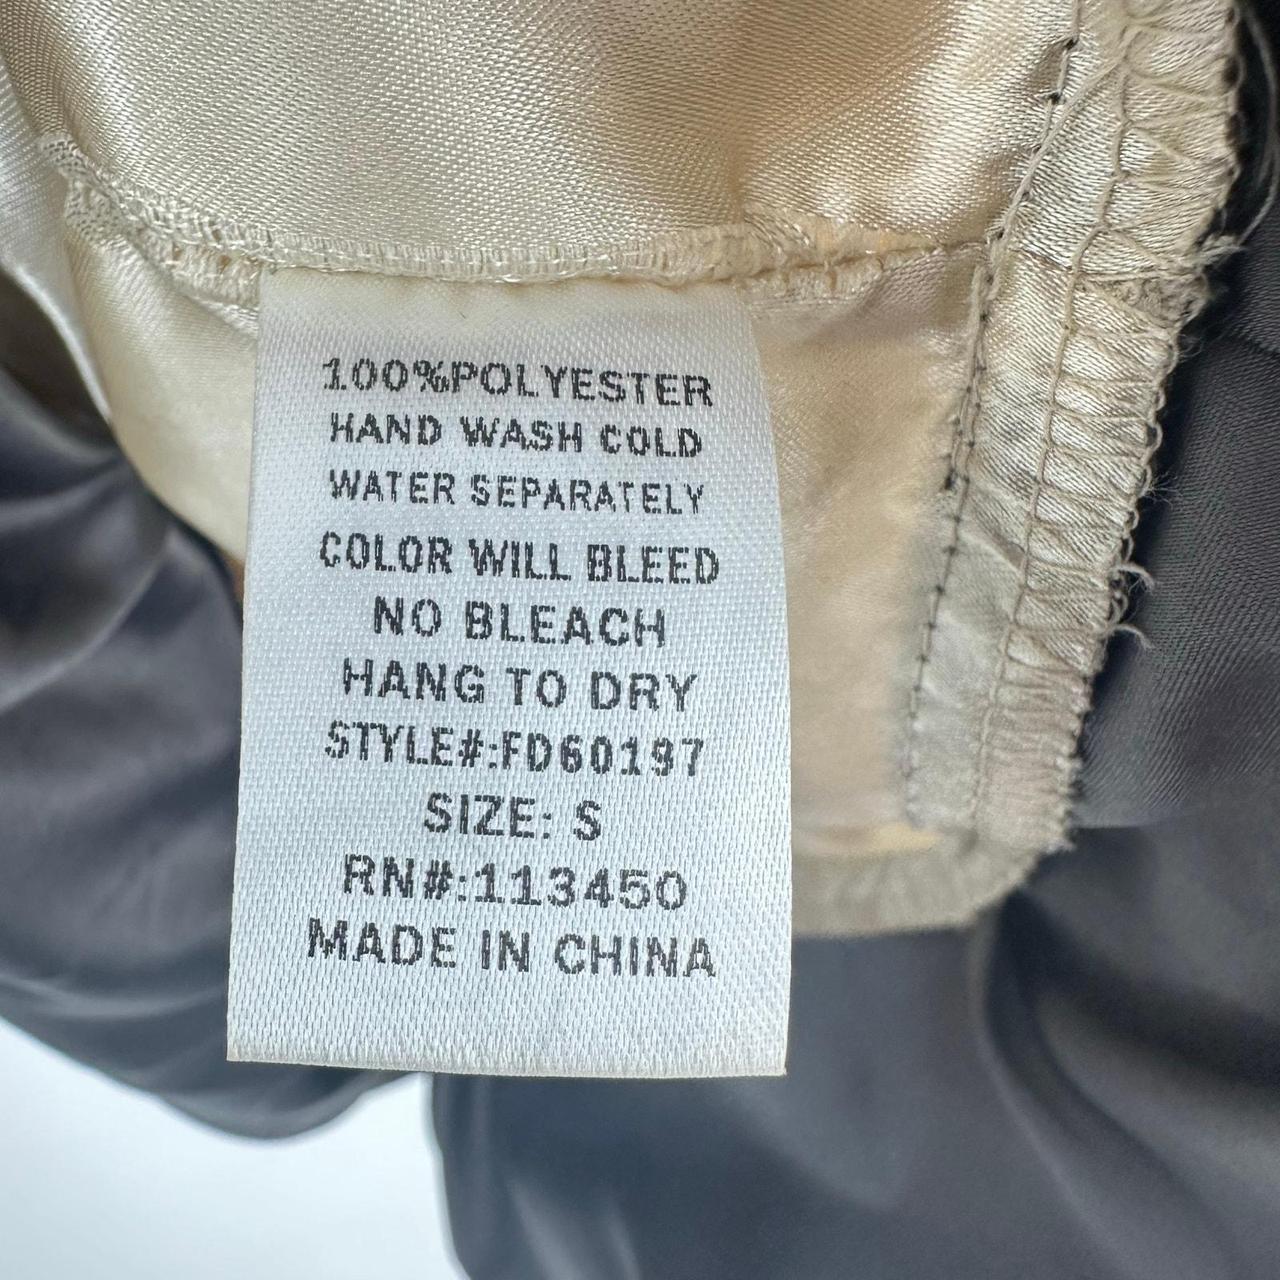 100%POLYESTER
HAND WASH COLD
WATER SEPARATELY
COLOR WILL BLEED
NO BLEACH
HANG TO DRY
STYLE#:FD60197
SIZE: S
RN#:113450
MADE IN CHINA